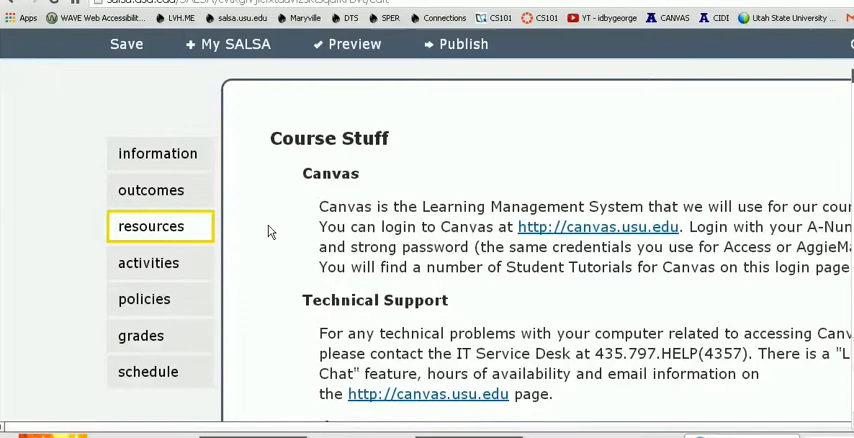 Apps WAVE Web Accessibilit... LVH.ME salsa.usu.edu Maryville DTS SPER Connections CS101 CS101 YT - idbygeorge CANVAS CIDI Utah State University ...
Save + My SALSA Preview Publish
information
outcomes
resources
activities
policies
grades
schedule
Course Stuff
Canvas
Canvas is the Learning Management System that we will use for our cour
You can login to Canvas at http://canvas.usu.edu. Login with your A-Num
and strong password (the same credentials you use for Access or AggieMa
You will find a number of Student Tutorials for Canvas on this login page
Technical Support
For any technical problems with your computer related to accessing Canv
please contact the IT Service Desk at 435.797.HELP(4357). There is a "L
Chat" feature, hours of availability and email information on
the http://canvas.usu.edu page.